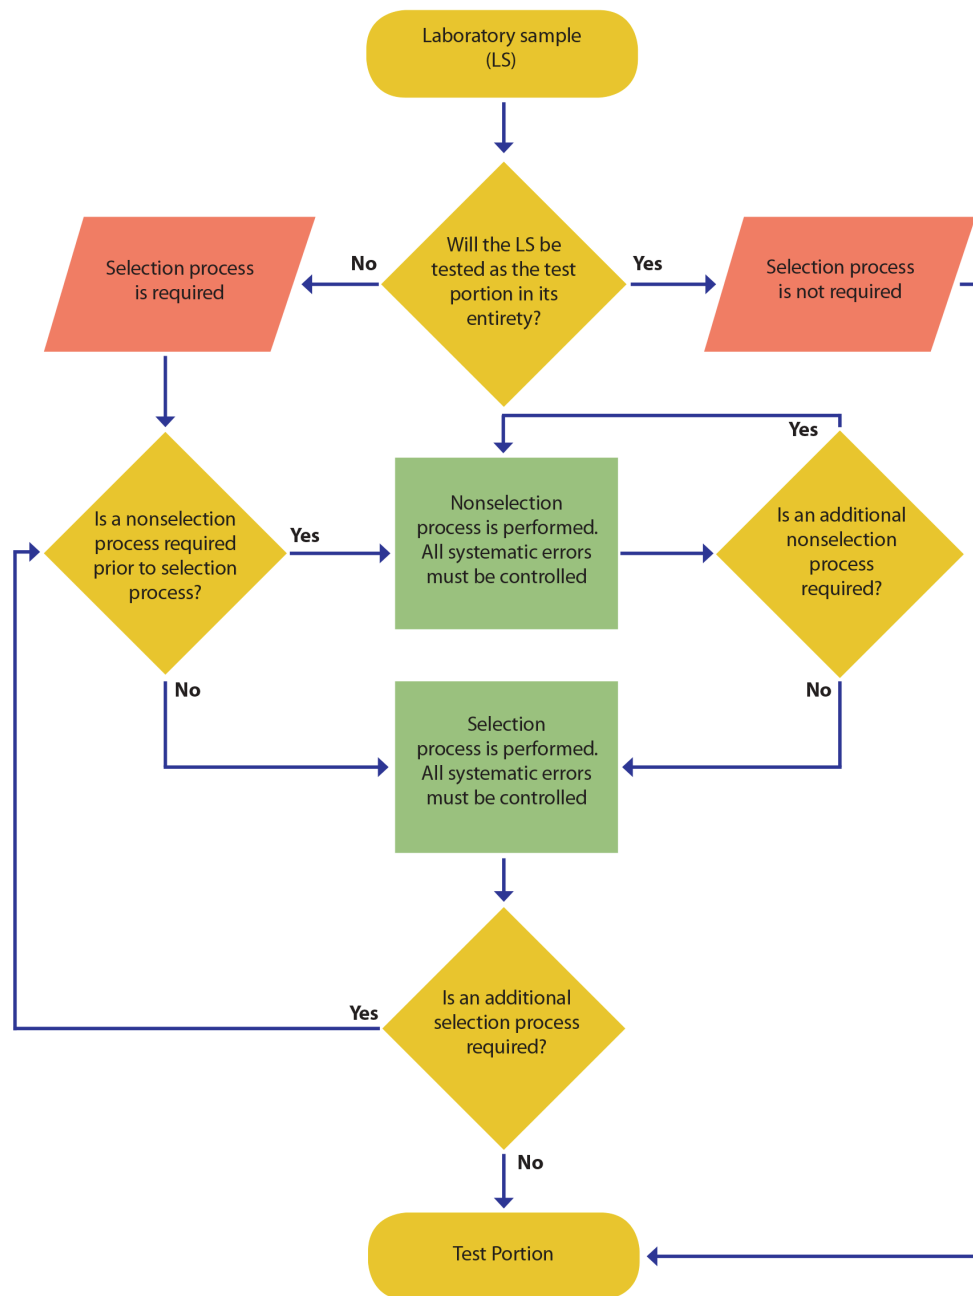 Laboratory sample
(LS)
Will the LS be
tested as the test
portion in its
entirety?
No
Yes
Selection process
is required
Selection process
is not required
Is a nonselection
process required
prior to selection
process?
Yes
No
Nonselection
process is performed.
All systematic errors
must be controlled
Yes
Is an additional
nonselection
process
required?
No
Selection
process is performed.
All systematic errors
must be controlled
Is an additional
selection process
required?
Yes
No
Test Portion